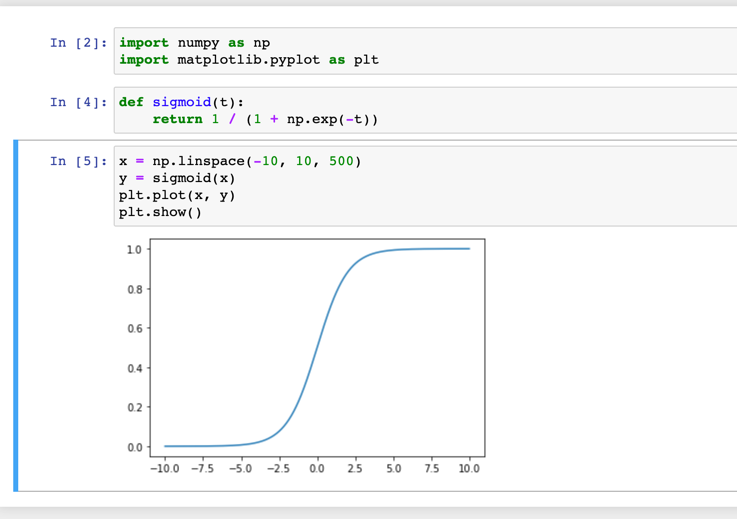 In [2]: import numpy as np
import matplotlib.pyplot as plt
In [4]: def sigmoid(t):
    return 1 / (1 + np.exp(-t))
In [5]: x = np.linspace(-10, 10, 500)
y = sigmoid(x)
plt.plot(x, y)
plt.show()
1.0
0.8
0.6
0.4
0.2
0.0
−10.0 −7.5 −5.0 −2.5 0.0 2.5 5.0 7.5 10.0